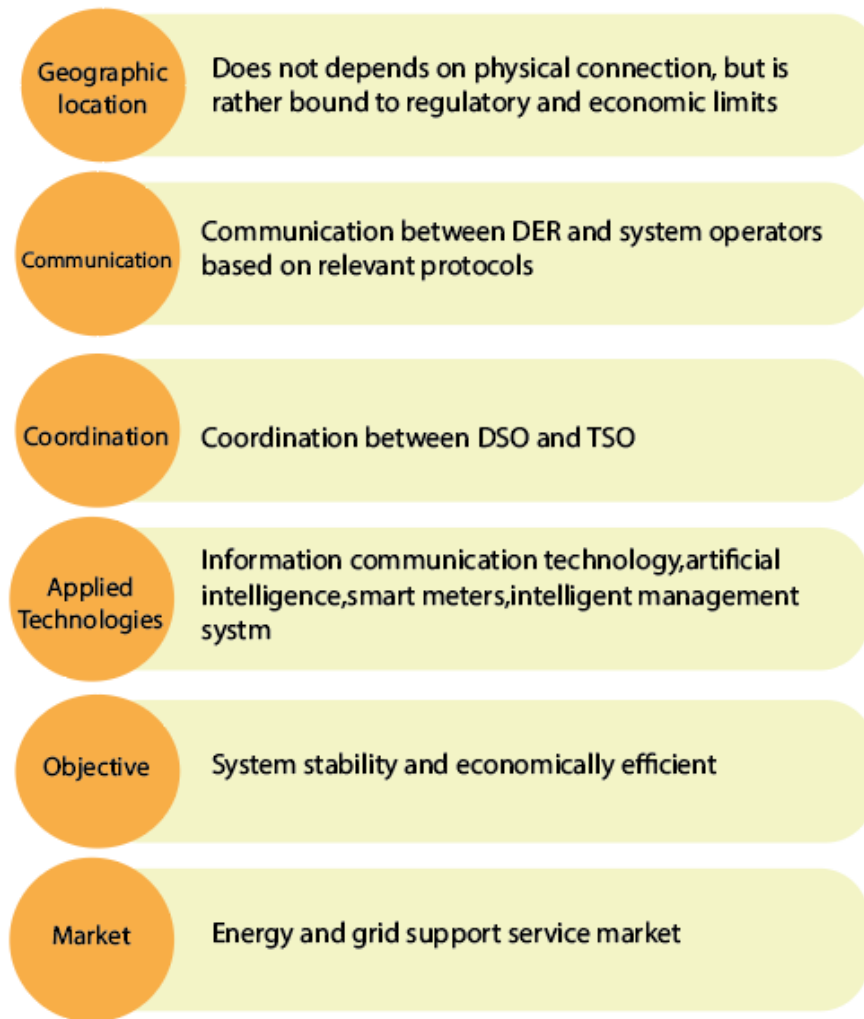 Geographic
location
Does not depends on physical connection, but is
rather bound to regulatory and economic limits
Communication
Communication between DER and system operators
based on relevant protocols
Coordination
Coordination between DSO and TSO
Applied
Technologies
Information communication technology,artificial
intelligence,smart meters,intelligent management
systm
Objective
System stability and economically efficient
Market
Energy and grid support service market